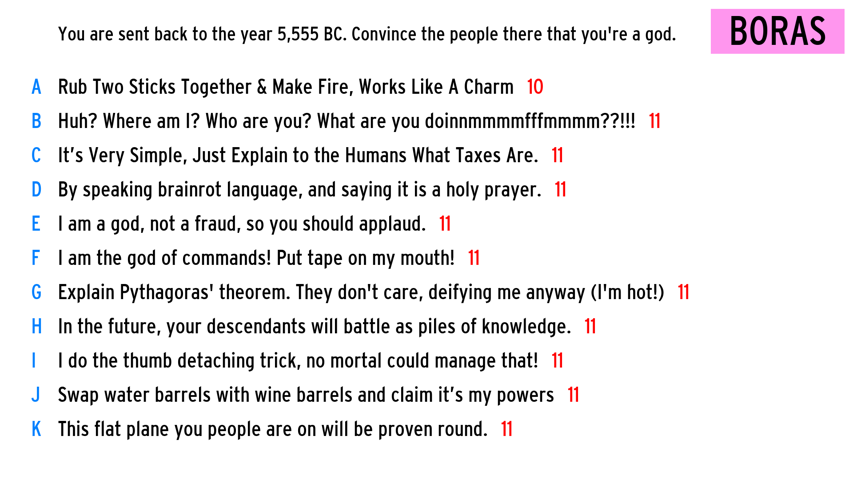 You are sent back to the year 5,555 BC. Convince the people there that you're a god.
BORAS
A Rub Two Sticks Together & Make Fire, Works Like A Charm 10
B Huh? Where am I? Who are you? What are you doinnmmmmfffmmmm??!!! 11
C It’s Very Simple, Just Explain to the Humans What Taxes Are. 11
D By speaking brainrot language, and saying it is a holy prayer. 11
E I am a god, not a fraud, so you should applaud. 11
F I am the god of commands! Put tape on my mouth! 11
G Explain Pythagoras' theorem. They don't care, deifying me anyway (I'm hot!) 11
H In the future, your descendants will battle as piles of knowledge. 11
I I do the thumb detaching trick, no mortal could manage that! 11
J Swap water barrels with wine barrels and claim it’s my powers 11
K This flat plane you people are on will be proven round. 11